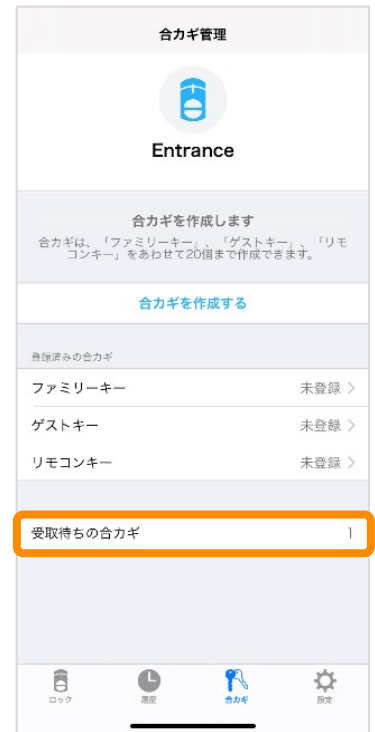 合カギ管理
Entrance
合カギを作成します
合カギは、「ファミリーキー」、「ゲストキー」、「リモ
コンキー」をあわせて20個まで作成できます。
合カギを作成する
登録済みの合カギ
ファミリーキー 未登録
ゲストキー 未登録
リモコンキー 未登録
受取待ちの合カギ 1
ロック 履歴 合カギ 設定